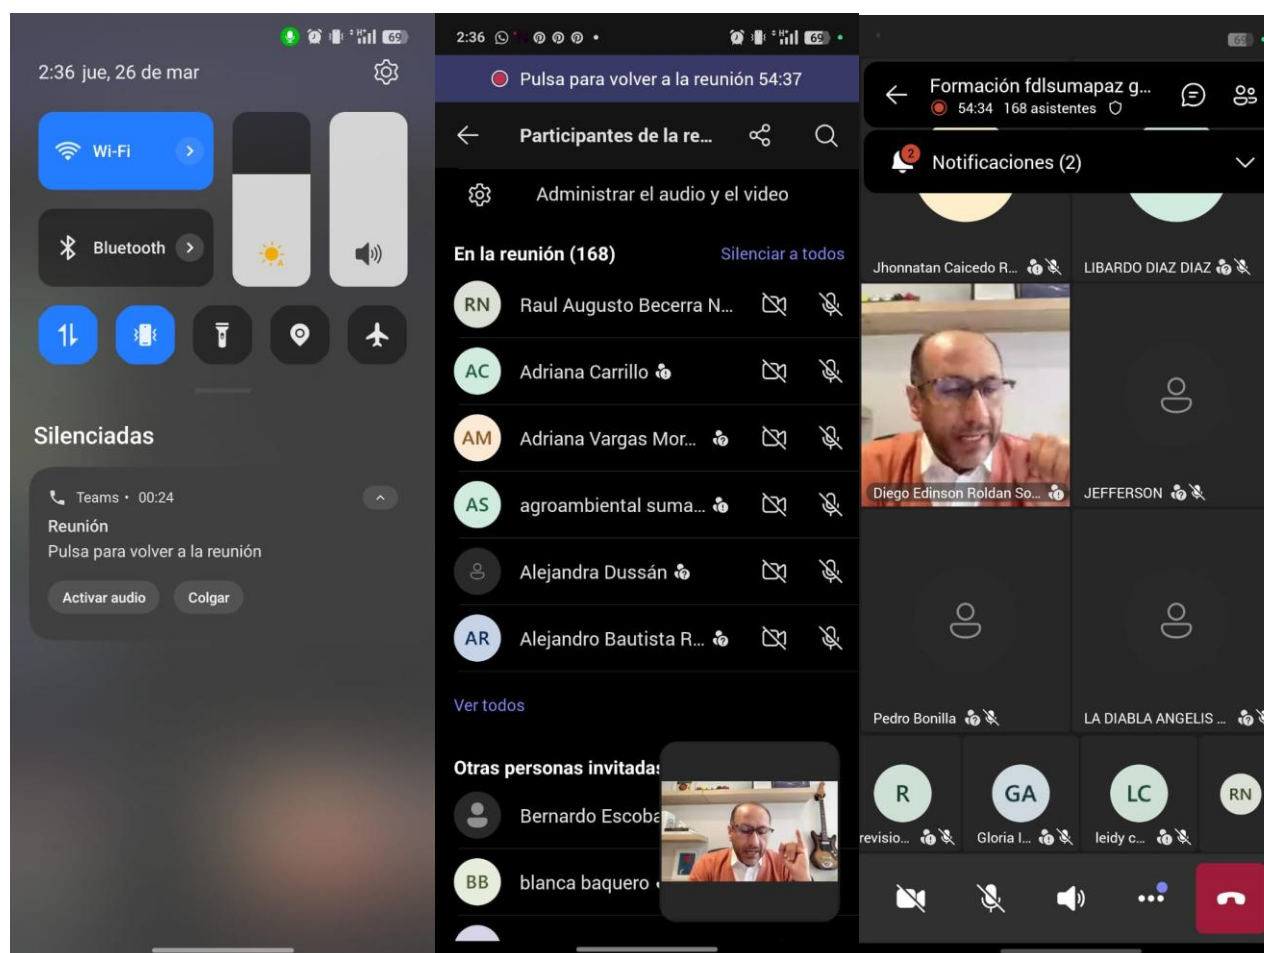 69
2:36 jue, 26 de mar
Wi-Fi
Bluetooth
A
Silenciadas
Teams • 00:24
Reunión
Pulsa para volver a la reunión
Activar audio
Colgar
2:36
69
Pulsa para volver a la reunión 54:37
Participantes de la re...
Administrar el audio y el video
En la reunión (168)
Silenciar a todos
RN
Raul Augusto Becerra N...
AC
Adriana Carrillo
AM
Adriana Vargas Mor...
AS
agroambiental suma...
Alejandra Dussán
AR
Alejandro Bautista R...
Ver todos
Otras personas invitadas
Bernardo Escoba
BB
blanca baquero
69
Formación fdlsumapaz g...
54:34 168 asistentes
2
Notificaciones (2)
Jhonnatan Caicedo R...
LIBARDO DIAZ DIAZ
Diego Edinson Roldan So...
JEFFERSON
Pedro Bonilla
LA DIABLA ANGELIS ...
R
GA
LC
RN
revisio...
Gloria I...
leidy c...